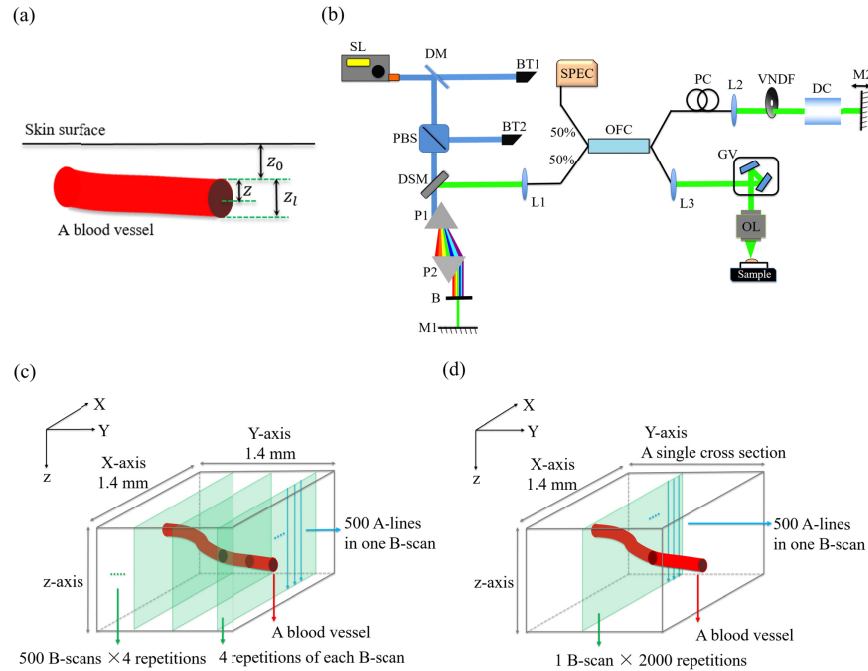 (a)
Skin surface
z₀
z
zₗ
A blood vessel
(b)
SL
DM
BT1
PBS
BT2
DSM
P1
P2
B
M1
L1
SPEC
50%
50%
OFC
PC
L2
VNDF
DC
M2
GV
L3
OL
Sample
(c)
X
Y
z
X-axis
1.4 mm
Y-axis
1.4 mm
z-axis
500 A-lines
in one B-scan
A blood vessel
500 B-scans ×4 repetitions
4 repetitions of each B-scan
(d)
X
Y
z
X-axis
1.4 mm
Y-axis
A single cross section
z-axis
500 A-lines
in one B-scan
A blood vessel
1 B-scan × 2000 repetitions